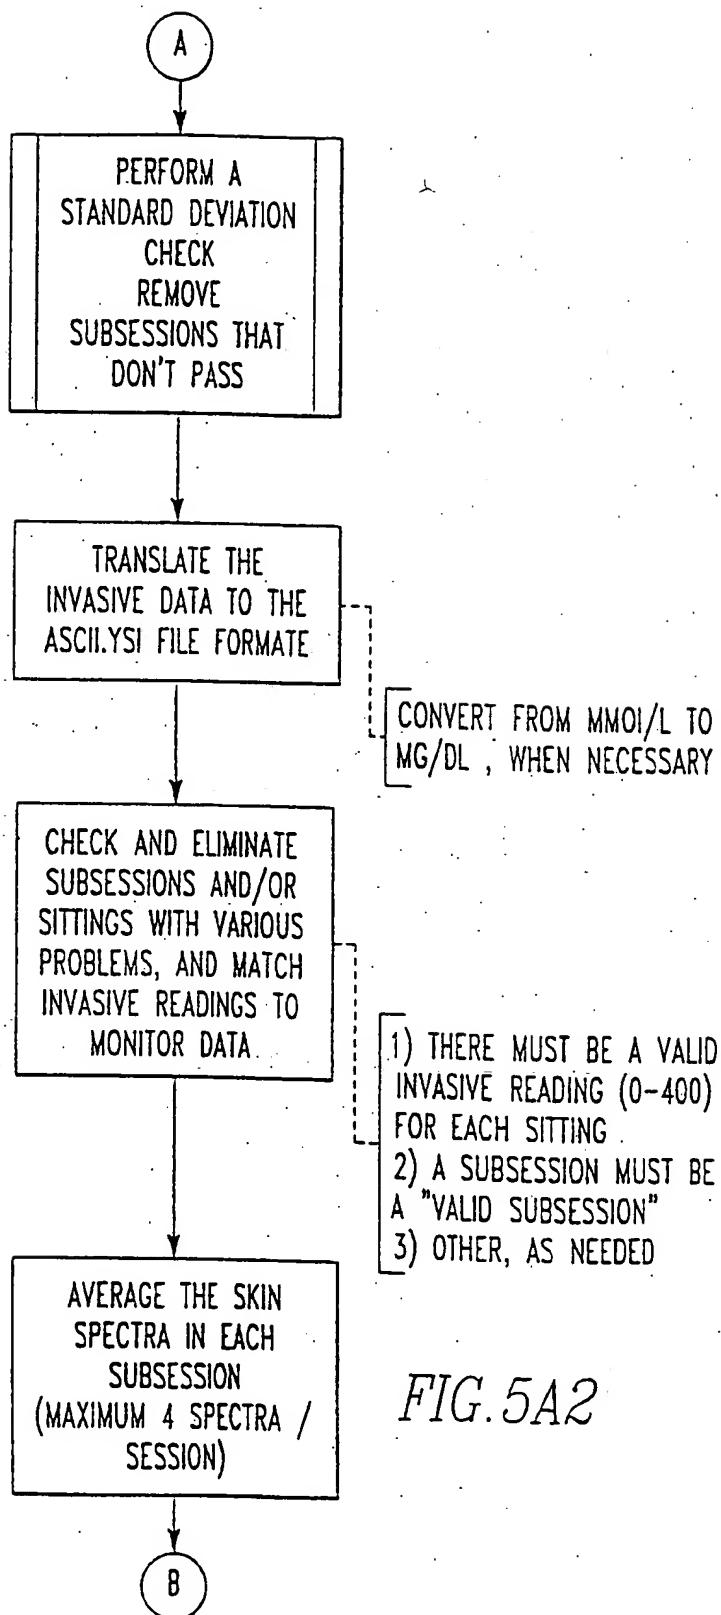 A
PERFORM A
STANDARD DEVIATION
CHECK
REMOVE
SUBSESSIONS THAT
DON'T PASS
TRANSLATE THE
INVASIVE DATA TO THE
ASCII.YSI FILE FORMATE
CONVERT FROM MMOl/L TO
MG/DL , WHEN NECESSARY
CHECK AND ELIMINATE
SUBSESSIONS AND/OR
SITTINGS WITH VARIOUS
PROBLEMS, AND MATCH
INVASIVE READINGS TO
MONITOR DATA
1) THERE MUST BE A VALID
INVASIVE READING (0-400)
FOR EACH SITTING
2) A SUBSESSION MUST BE
A "VALID SUBSESSION"
3) OTHER, AS NEEDED
AVERAGE THE SKIN
SPECTRA IN EACH
SUBSESSION
(MAXIMUM 4 SPECTRA /
SESSION)
FIG.5A2
B